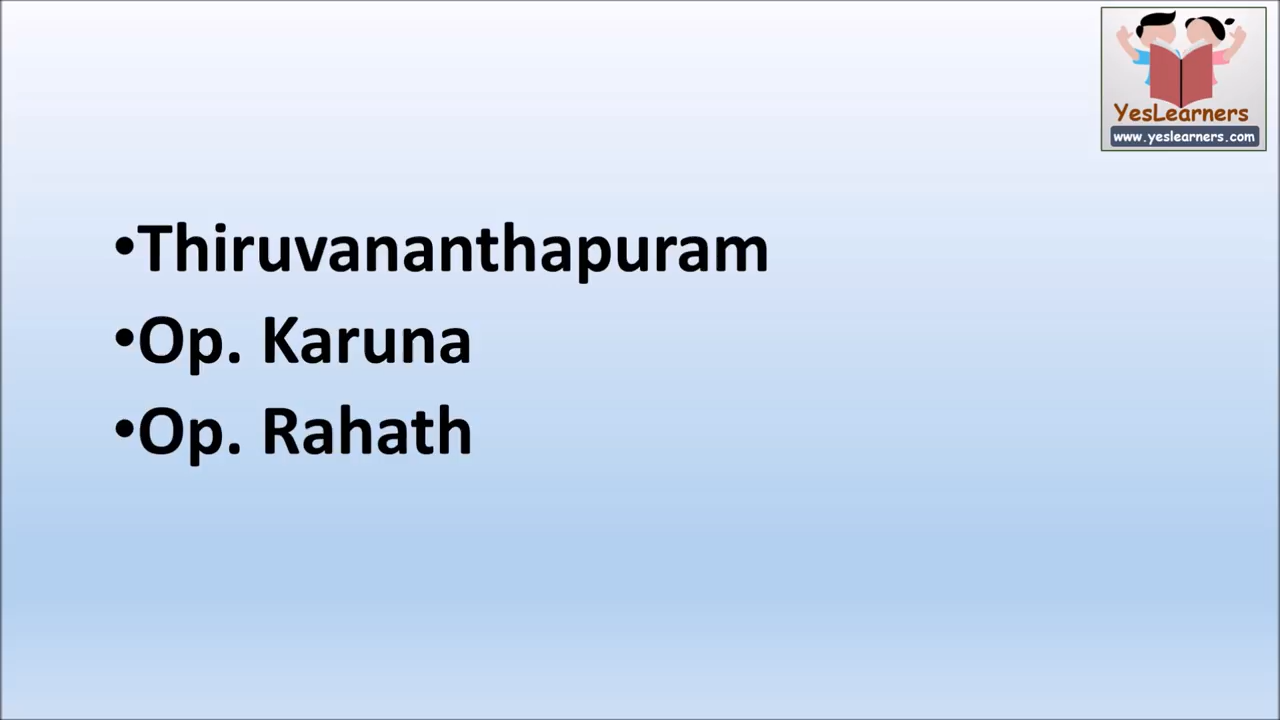 YesLearners
www.yeslearners.com
•Thiruvananthapuram
•Op. Karuna
•Op. Rahath